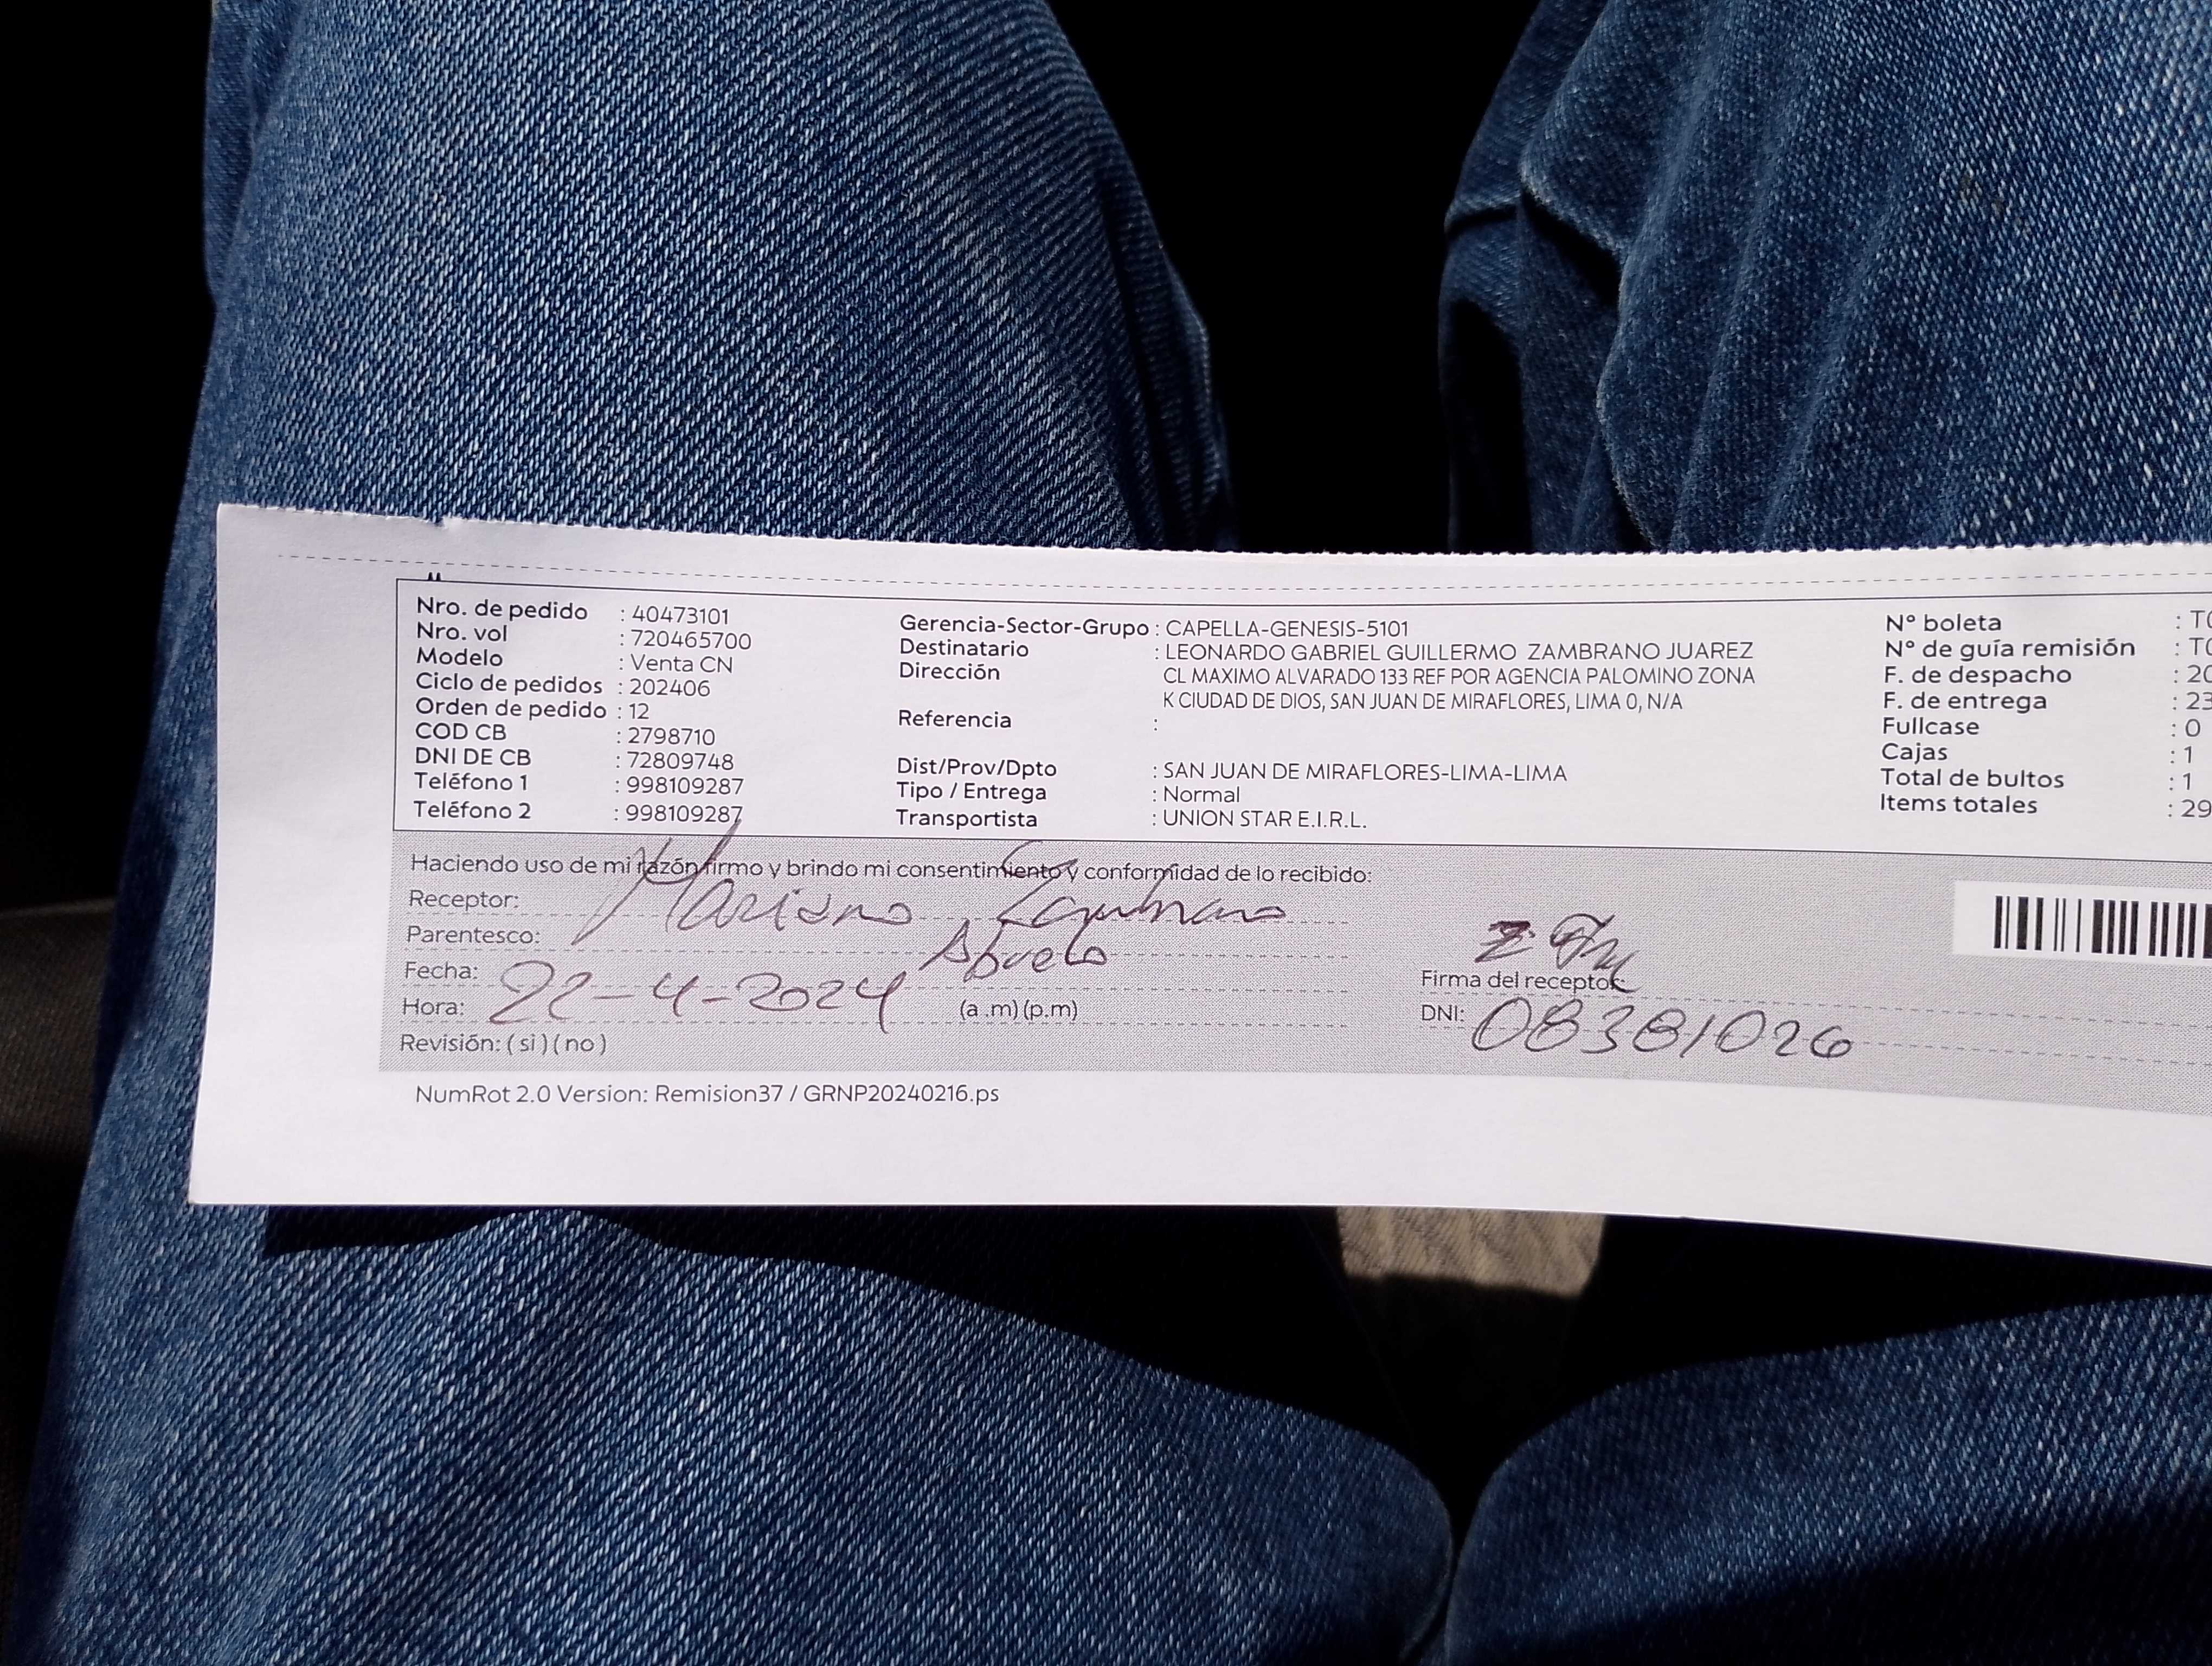 Nro. de pedido : 40473101
Nro. vol : 720465700
Modelo : Venta CN
Ciclo de pedidos : 202406
Orden de pedido : 12
COD CB : 2798710
DNI DE CB : 72809748
Teléfono 1 : 998109287
Teléfono 2 : 998109287
Gerencia-Sector-Grupo : CAPELLA-GENESIS-5101
Destinatario : LEONARDO GABRIEL GUILLERMO ZAMBRANO JUAREZ
Dirección CL MAXIMO ALVARADO 133 REF POR AGENCIA PALOMINO ZONA
K CIUDAD DE DIOS, SAN JUAN DE MIRAFLORES, LIMA 0, N/A
Referencia :
Dist/Prov/Dpto : SAN JUAN DE MIRAFLORES-LIMA-LIMA
Tipo / Entrega : Normal
Transportista : UNION STAR E.I.R.L.
N° boleta : T
N° de guía remisión : T
F. de despacho : 20
F. de entrega : 23
Fullcase : 0
Cajas : 1
Total de bultos : 1
Items totales : 29
Haciendo uso de mi razón firmo y brindo mi consentimiento y conformidad de lo recibido:
Receptor: Mariano Zambrano
Parentesco: Abuelo
Fecha: 22-4-2024
Hora: (a .m) (p.m)
Revisión: ( si ) ( no )
Firma del receptor
DNI: 08381026
NumRot 2.0 Version: Remision37 / GRNP20240216.ps